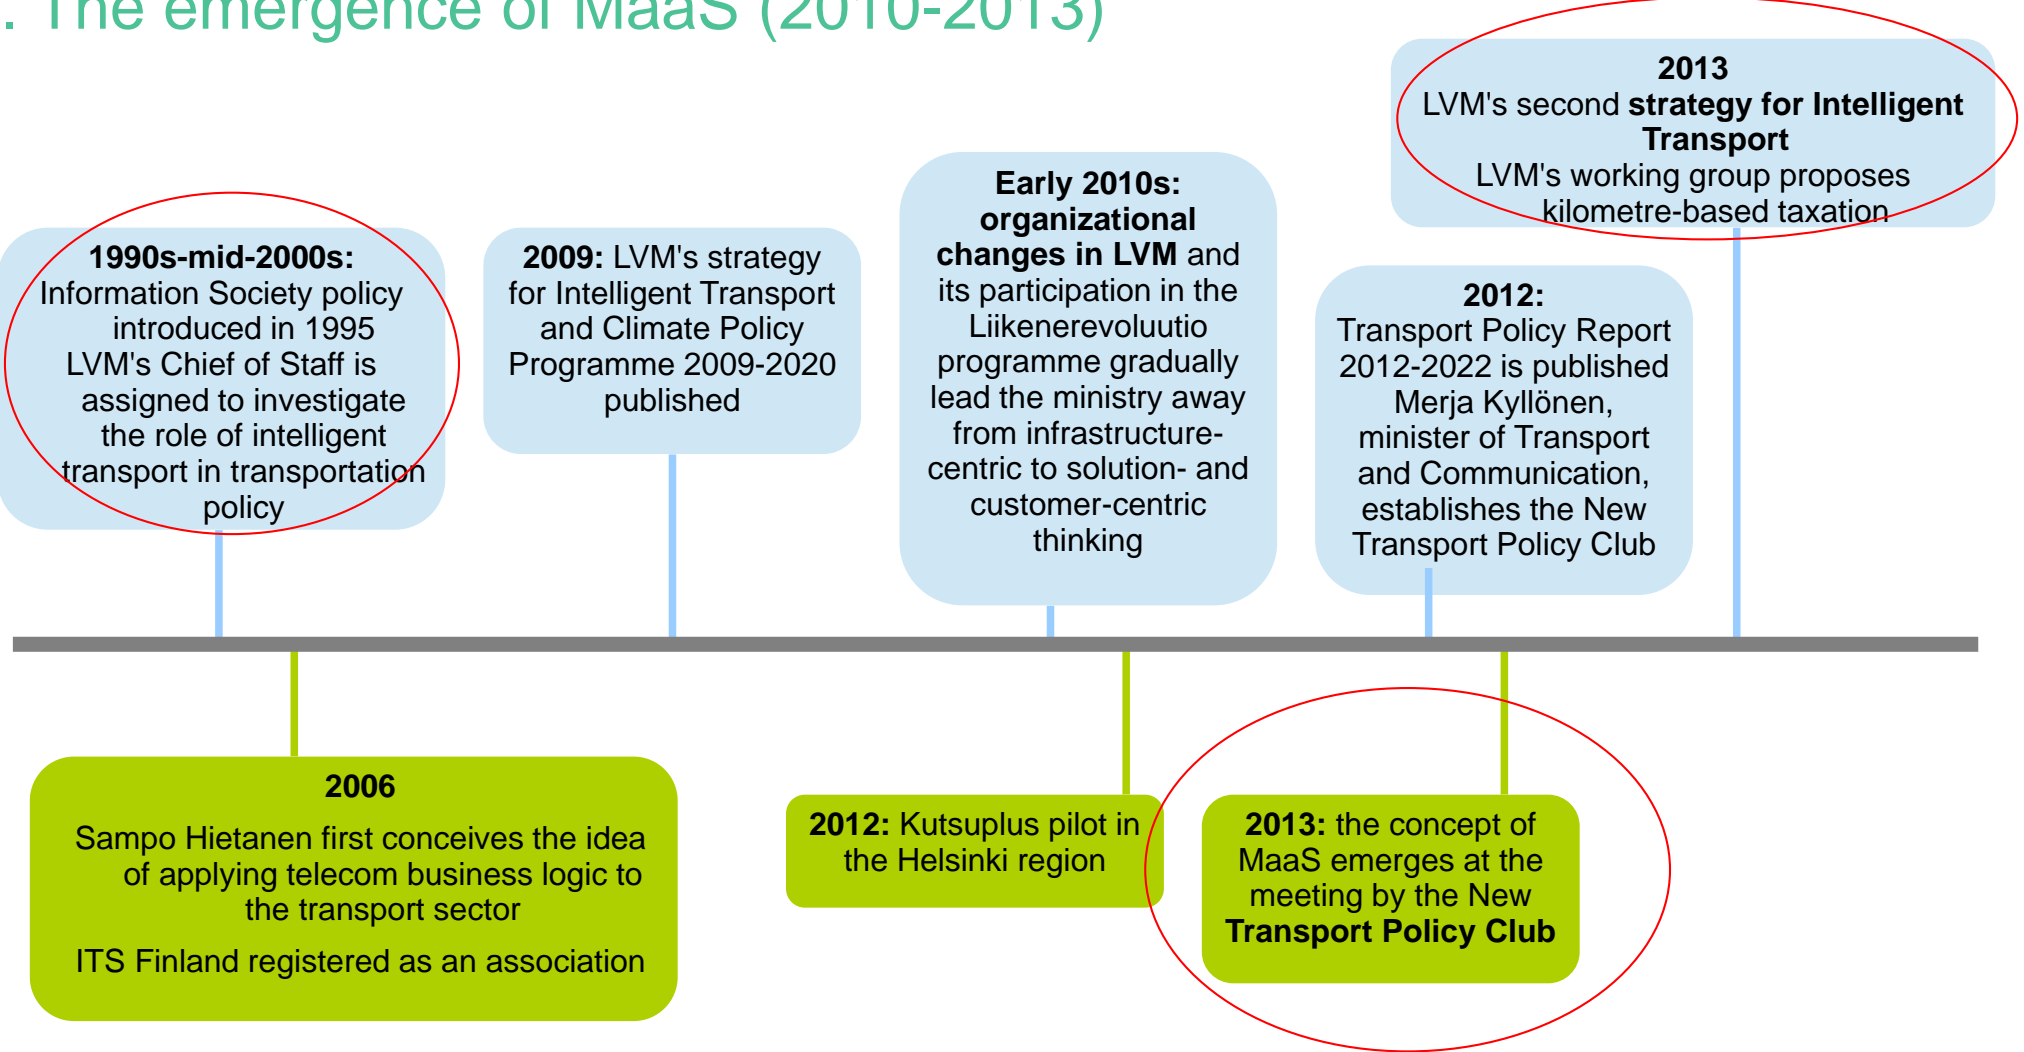 . The emergence of MaaS (2010-2013)
2013
LVM's second strategy for Intelligent
Transport
LVM's working group proposes
kilometre-based taxation
1990s-mid-2000s:
Information Society policy
introduced in 1995
LVM's Chief of Staff is
assigned to investigate
the role of intelligent
transport in transportation
policy
2009: LVM's strategy
for Intelligent Transport
and Climate Policy
Programme 2009-2020
published
Early 2010s:
organizational
changes in LVM and
its participation in the
Liikenerevoluutio
programme gradually
lead the ministry away
from infrastructure-
centric to solution- and
customer-centric
thinking
2012:
Transport Policy Report
2012-2022 is published
Merja Kyllönen,
minister of Transport
and Communication,
establishes the New
Transport Policy Club
2006
Sampo Hietanen first conceives the idea
of applying telecom business logic to
the transport sector
ITS Finland registered as an association
2012: Kutsuplus pilot in
the Helsinki region
2013: the concept of
MaaS emerges at the
meeting by the New
Transport Policy Club